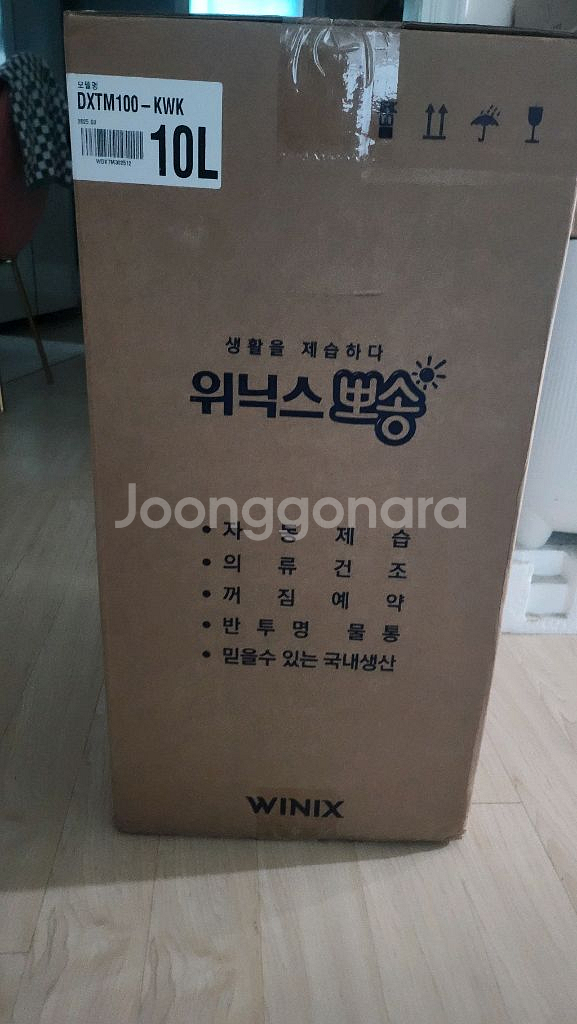 모델명
DXTM100-KWK
10L
생활을 제습하다
위닉스 뽀송
Joonggonara
• 자동제습
• 의류건조
• 꺼짐예약
• 반투명 물통
• 믿을수 있는 국내생산
WINIX